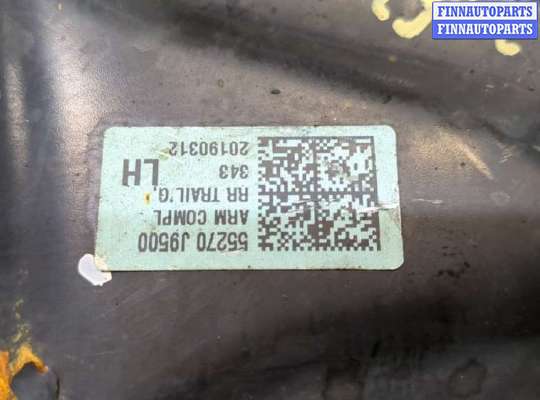 FINNAUTOPARTS
FINNAUTOPARTS
55270 J9500
ARM COMPL
RR TRAIL'G,
343 LH
20190312